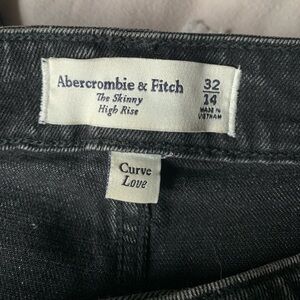 Abercrombie & Fitch
The Skinny
High Rise
32
14
MADE IN
VIETNAM
Curve
Love